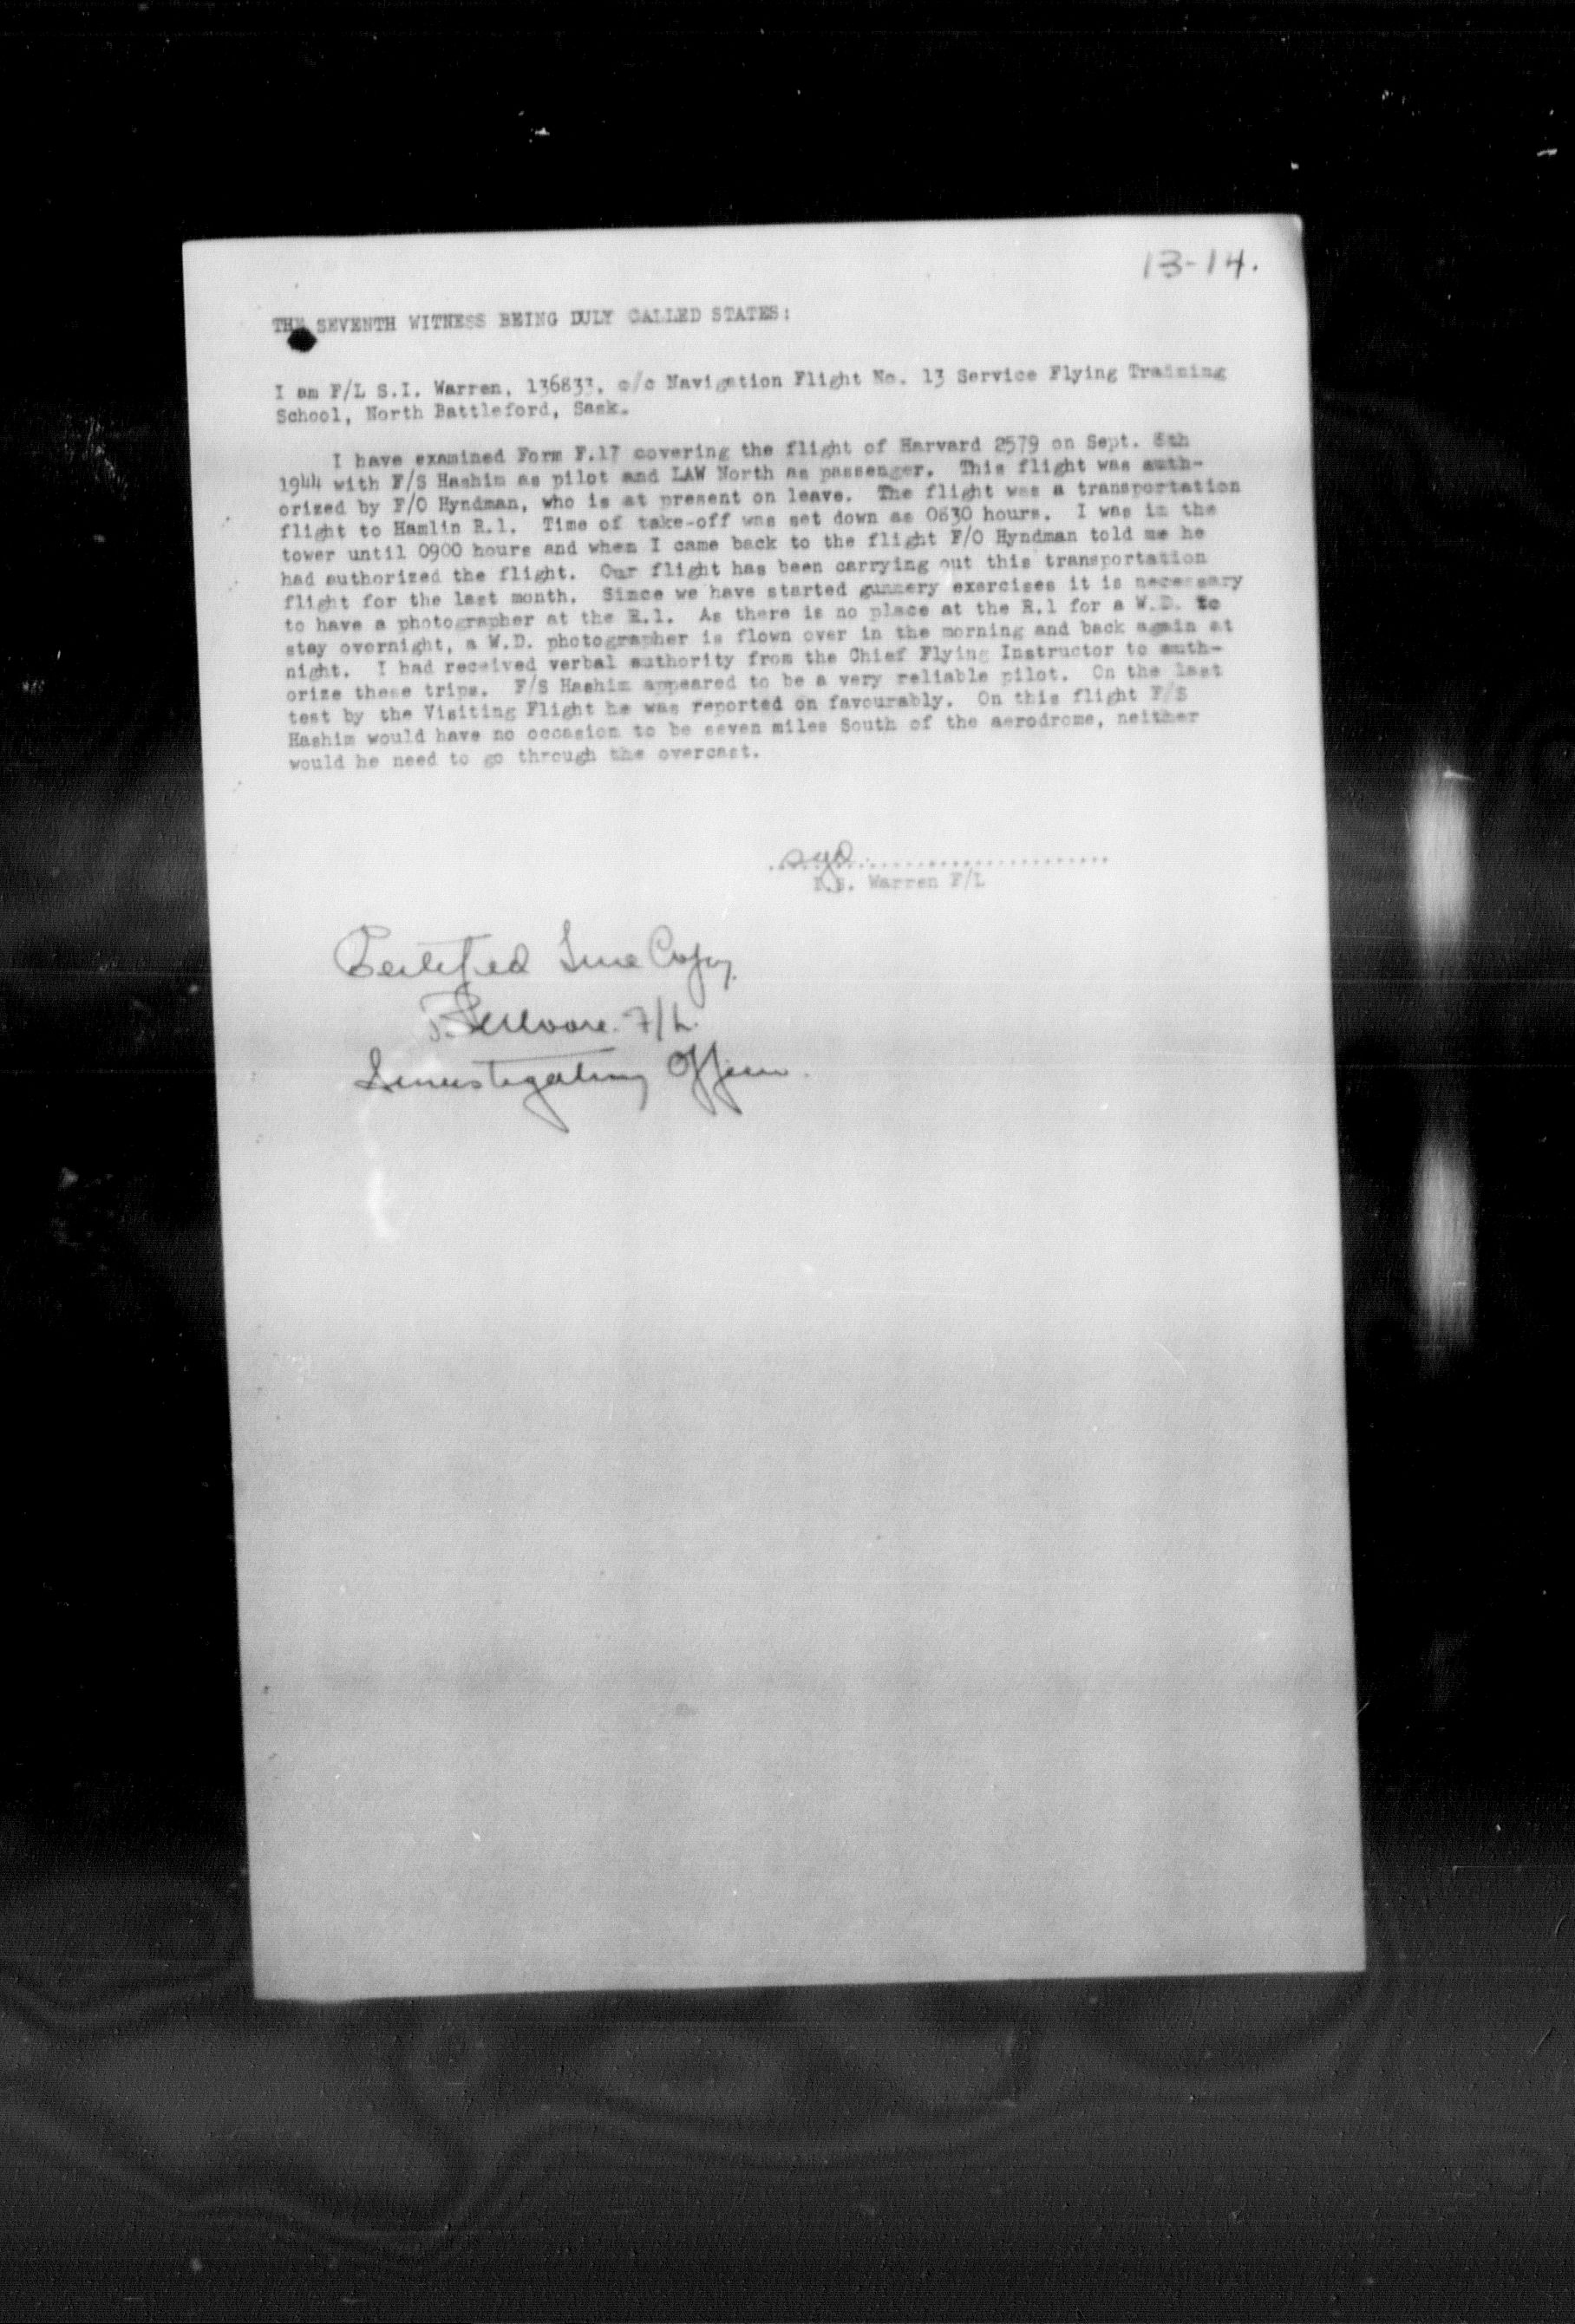 13-14.
THE SEVENTH WITNESS BEING DULY CALLED STATES:
I am F/L S.I. Warren, 136833, o/c Navigation Flight No. 13 Service Flying Training
School, North Battleford, Sask.
I have examined Form F.17 covering the flight of Harvard 2579 on Sept. 8th
1944 with F/S Hashim as pilot and LAW North as passenger. This flight was auth-
orized by F/O Hyndman, who is at present on leave. The flight was a transportation
flight to Hamlin R.1. Time of take-off was set down as 0830 hours. I was in the
tower until 0900 hours and when I came back to the flight F/O Hyndman told me he
had authorized the flight. Our flight has been carrying out this transportation
flight for the last month. Since we have started gunnery exercises it is necessary
to have a photographer at the R.1. As there is no place at the R.1 for a W.D. to
stay overnight, a W.D. photographer is flown over in the morning and back again at
night. I had received verbal authority from the Chief Flying Instructor to auth-
orize these trips. F/S Hashim appeared to be a very reliable pilot. On the last
test by the Visiting Flight he was reported on favourably. On this flight F/S
Hashim would have no occasion to be seven miles South of the aerodrome, neither
would he need to go through the overcast.
sgd
Warren F/L
Certified True Copy
F/L.
Investigating Officer.